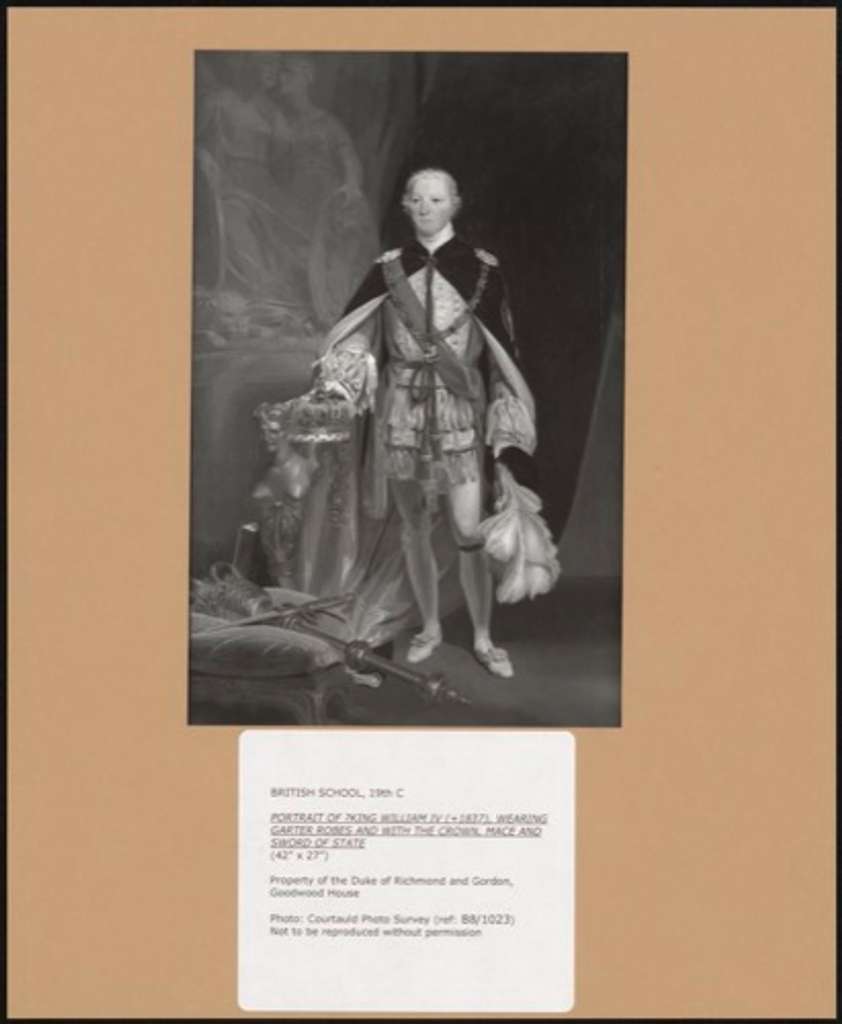 BRITISH SCHOOL, 19th C
PORTRAIT OF ?KING WILLIAM IV (+1837), WEARING
GARTER ROBES AND WITH THE CROWN, MACE AND
SWORD OF STATE
(42" x 27")
Property of the Duke of Richmond and Gordon,
Goodwood House
Photo: Courtauld Photo Survey (ref: B8/1023)
Not to be reproduced without permission